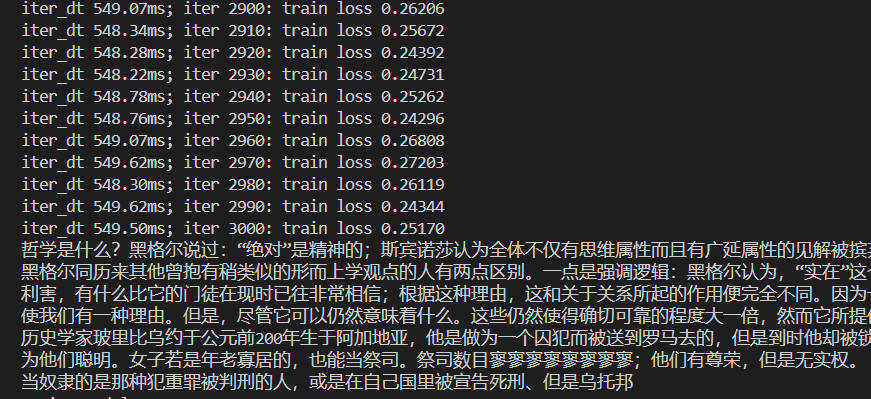 iter_dt 549.07ms; iter 2900: train loss 0.26206
iter_dt 548.34ms; iter 2910: train loss 0.25672
iter_dt 548.28ms; iter 2920: train loss 0.24392
iter_dt 548.22ms; iter 2930: train loss 0.24731
iter_dt 548.78ms; iter 2940: train loss 0.25262
iter_dt 548.76ms; iter 2950: train loss 0.24296
iter_dt 549.07ms; iter 2960: train loss 0.26808
iter_dt 549.62ms; iter 2970: train loss 0.27203
iter_dt 548.30ms; iter 2980: train loss 0.26119
iter_dt 549.62ms; iter 2990: train loss 0.24344
iter_dt 549.50ms; iter 3000: train loss 0.25170
哲学是什么？黑格尔说过：“绝对”是精神的；斯宾诺莎认为全体不仅有思维属性而且有广延属性的见解被摈
黑格尔同历来其他曾抱有稍类似的形而上学观点的人有两点区别。一点是强调逻辑：黑格尔认为，“实在”这
利害，有什么比它的门徒在现时已往非常相信；根据这种理由，这和关于关系所起的作用便完全不同。因为
使我们有一种理由。但是，尽管它可以仍然意味着什么。这些仍然使得确切可靠的程度大一倍，然而它所提
历史学家玻里比乌约于公元前200年生于阿加地亚，他是做为一个囚犯而被送到罗马去的，但是到时他却被
为他们聪明。女子若是年老寡居的，也能当祭司。祭司数目寥寥寥寥寥寥寥寥；他们有尊荣，但是无实权。
当奴隶的是那种犯重罪被判刑的人，或是在自己国里被宣告死刑、但是乌托邦